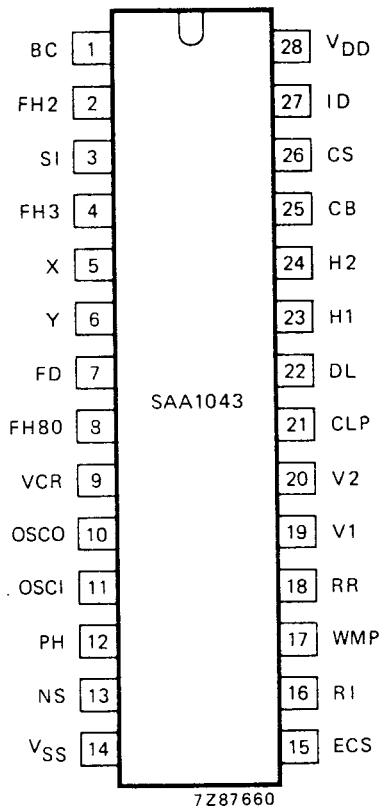 BC 1 28 VDD
FH2 2 27 ID
SI 3 26 CS
FH3 4 25 CB
X 5 24 H2
Y 6 23 H1
FD 7 22 DL
SAA1043
FH80 8 21 CLP
VCR 9 20 V2
OSCO 10 19 V1
OSCI 11 18 RR
PH 12 17 WMP
NS 13 16 RI
VSS 14 15 ECS
7Z87660